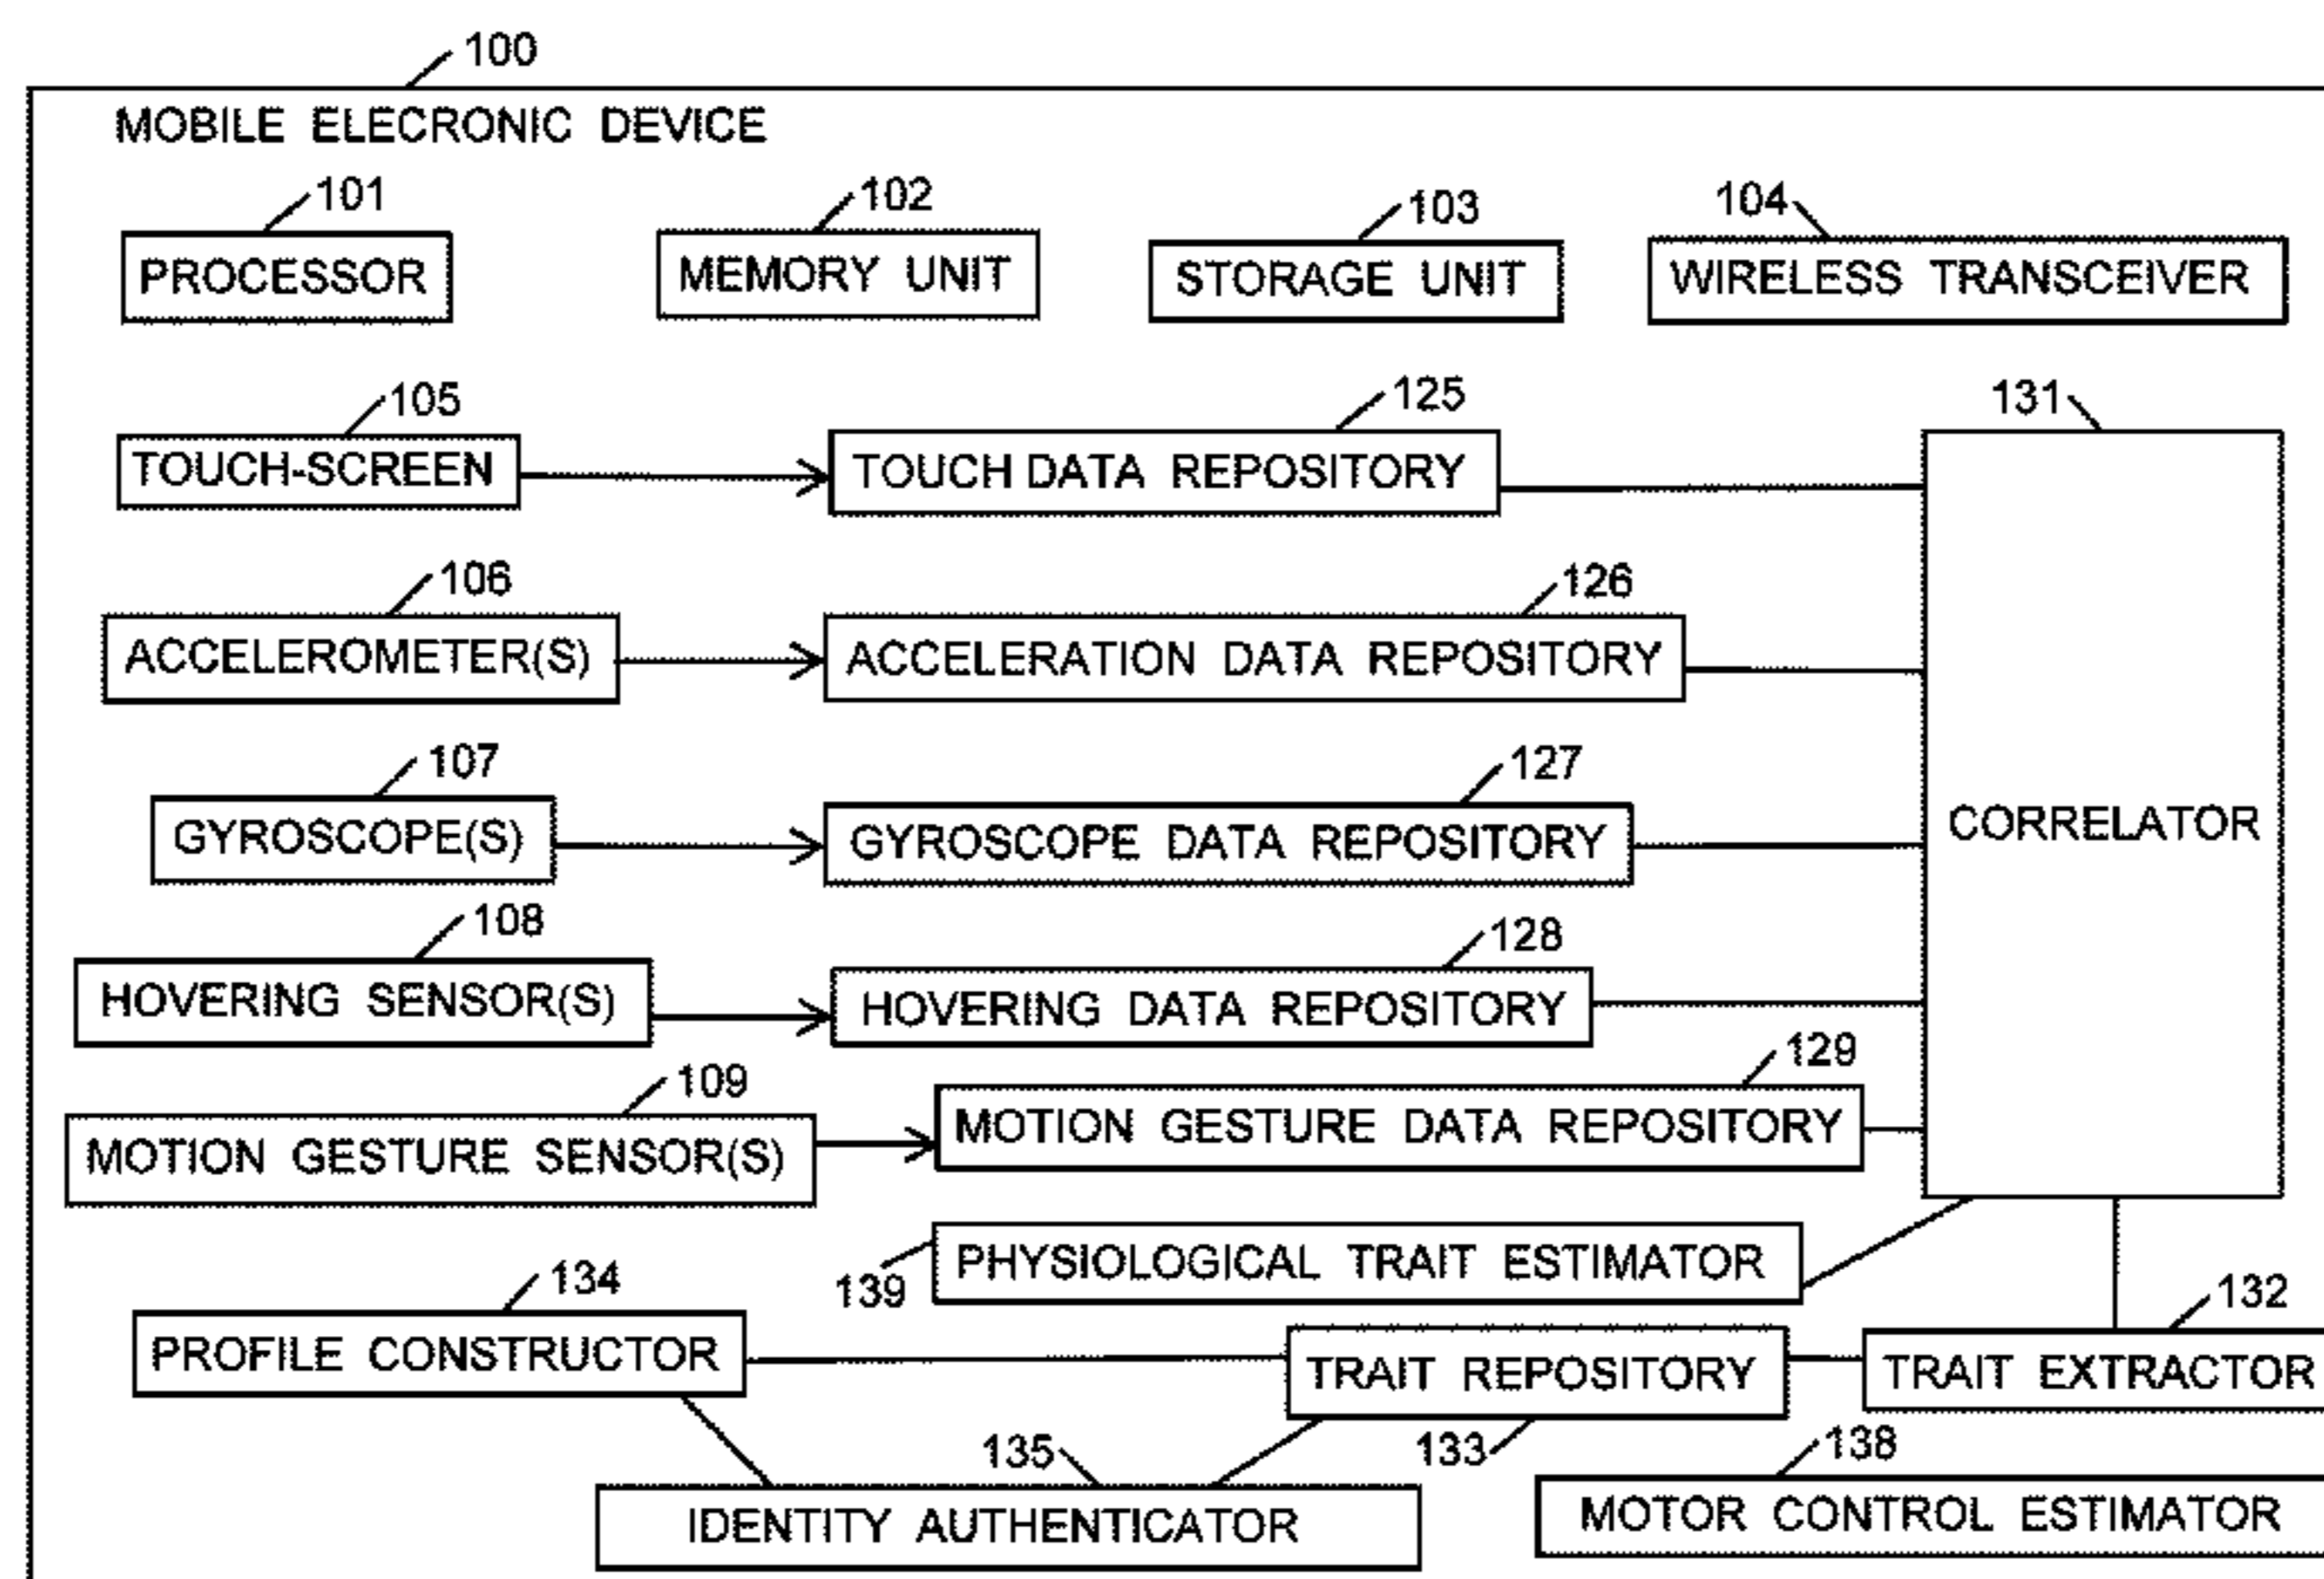 100
MOBILE ELECRONIC DEVICE
101
102
103
104
PROCESSOR
MEMORY UNIT
STORAGE UNIT
WIRELESS TRANSCEIVER
105
125
131
TOUCH-SCREEN
TOUCH DATA REPOSITORY
106
126
ACCELEROMETER(S)
ACCELERATION DATA REPOSITORY
107
127
GYROSCOPE(S)
GYROSCOPE DATA REPOSITORY
CORRELATOR
108
128
HOVERING SENSOR(S)
HOVERING DATA REPOSITORY
109
129
MOTION GESTURE SENSOR(S)
MOTION GESTURE DATA REPOSITORY
139
PHYSIOLOGICAL TRAIT ESTIMATOR
134
132
PROFILE CONSTRUCTOR
TRAIT REPOSITORY
TRAIT EXTRACTOR
135
133
138
IDENTITY AUTHENTICATOR
MOTOR CONTROL ESTIMATOR